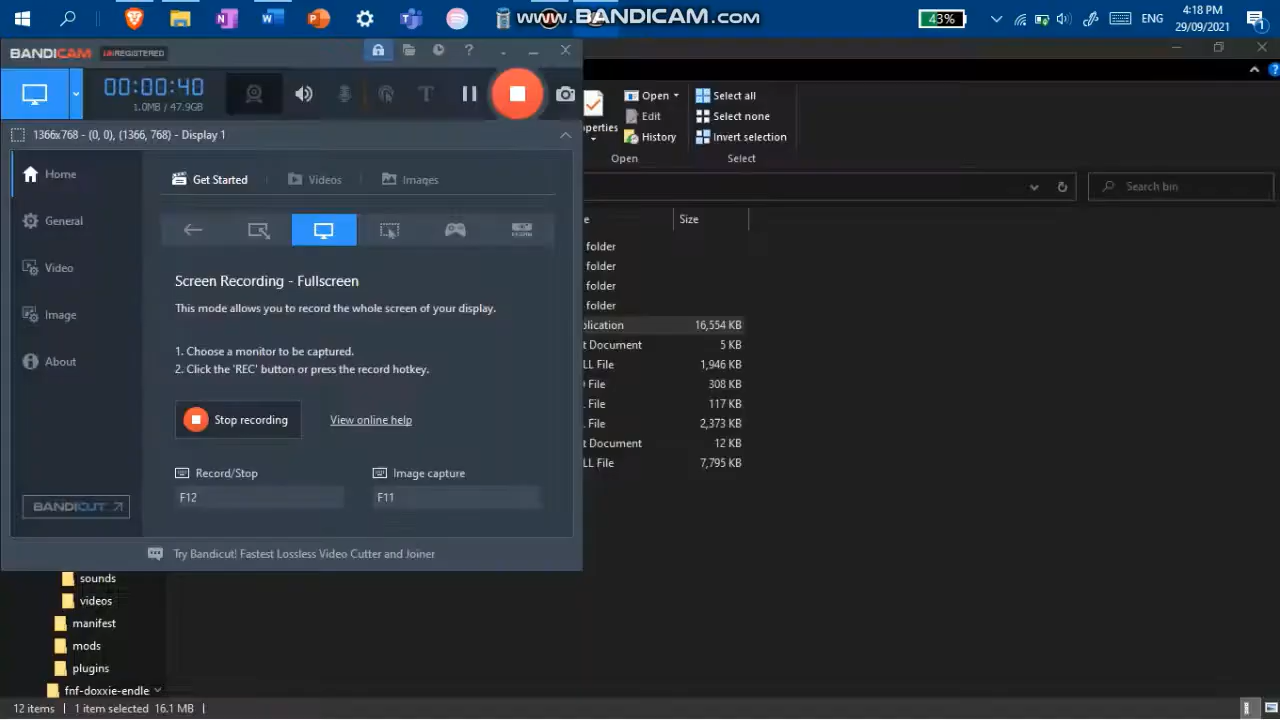 www.BANDICAM.com
43%
ENG
4:18 PM
29/09/2021
BANDICAM UNREGISTERED
00:00:40
1.0MB / 47.9GB
1366x768 - (0, 0), (1366, 768) - Display 1
Home
General
Video
Image
About
BANDICUT
Get Started
Videos
Images
Screen Recording - Fullscreen
This mode allows you to record the whole screen of your display.
1. Choose a monitor to be captured.
2. Click the 'REC' button or press the record hotkey.
Stop recording
View online help
Record/Stop
Image capture
F12
F11
Try Bandicut! Fastest Lossless Video Cutter and Joiner
operties
Open
Edit
History
Open
Select all
Select none
Invert selection
Select
Search bin
e
Size
folder
folder
folder
folder
plication 16,554 KB
t Document 5 KB
LL File 1,946 KB
File 308 KB
File 117 KB
File 2,373 KB
t Document 12 KB
LL File 7,795 KB
sounds
videos
manifest
mods
plugins
fnf-doxxie-endle
12 items
1 item selected 16.1 MB